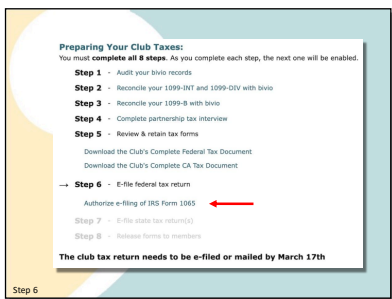 Preparing Your Club Taxes:
You must complete all 8 steps. As you complete each step, the next one will be enabled.
Step 1 - Audit your bivio records
Step 2 - Reconcile your 1099-INT and 1099-DIV with bivio
Step 3 - Reconcile your 1099-B with bivio
Step 4 - Complete partnership tax interview
Step 5 - Review & retain tax forms
Download the Club's Complete Federal Tax Document
Download the Club's Complete CA Tax Document
→ Step 6 - E-file federal tax return
Authorize e-filing of IRS Form 1065
Step 7 - E-file state tax return(s)
Step 8 - Release forms to members
The club tax return needs to be e-filed or mailed by March 17th
Step 6